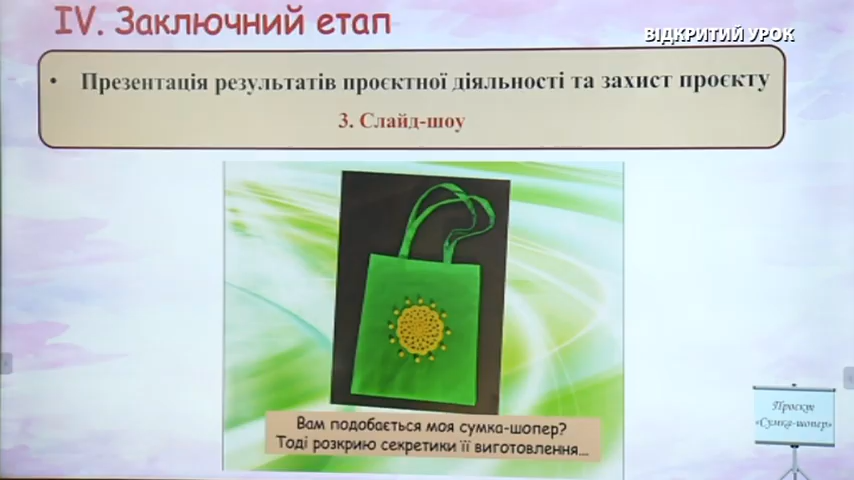 IV. Заключний етап
ВІДКРИТИЙ УРОК
• Презентація результатів проєктної діяльності та захист проєкту
3. Слайд-шоу
Вам подобається моя сумка-шопер?
Тоді розкрию секретики її виготовлення...
Проєкт
«Сумка-шопер»